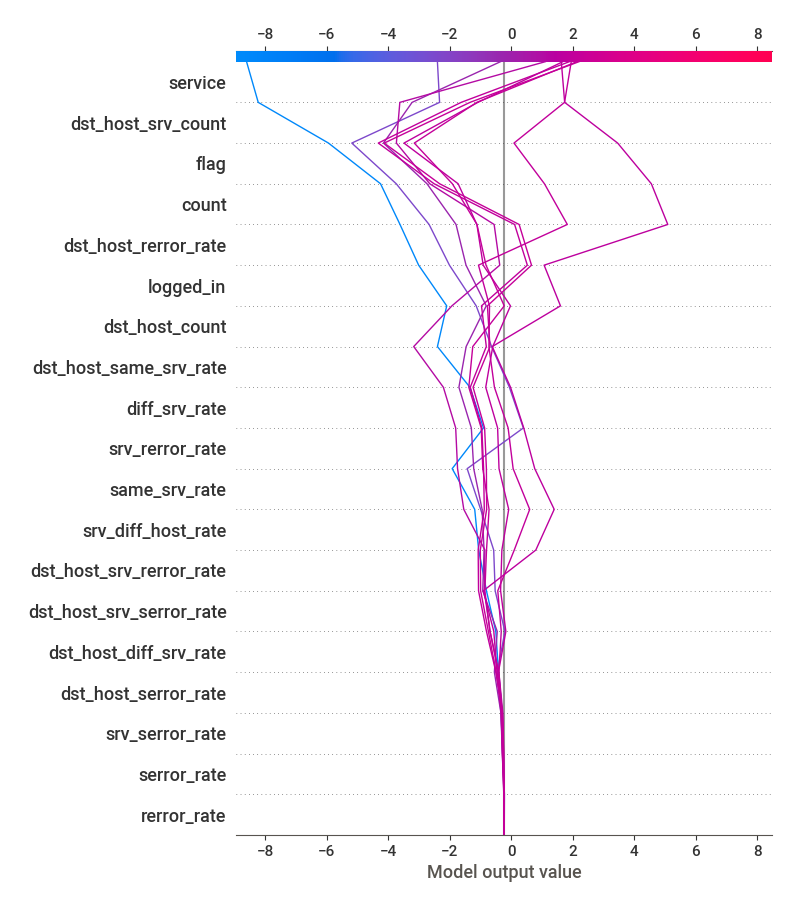 −8 −6 −4 −2 0 2 4 6 8
service
dst_host_srv_count
flag
count
dst_host_rerror_rate
logged_in
dst_host_count
dst_host_same_srv_rate
diff_srv_rate
srv_rerror_rate
same_srv_rate
srv_diff_host_rate
dst_host_srv_rerror_rate
dst_host_srv_serror_rate
dst_host_diff_srv_rate
dst_host_serror_rate
srv_serror_rate
serror_rate
rerror_rate
−8 −6 −4 −2 0 2 4 6 8
Model output value